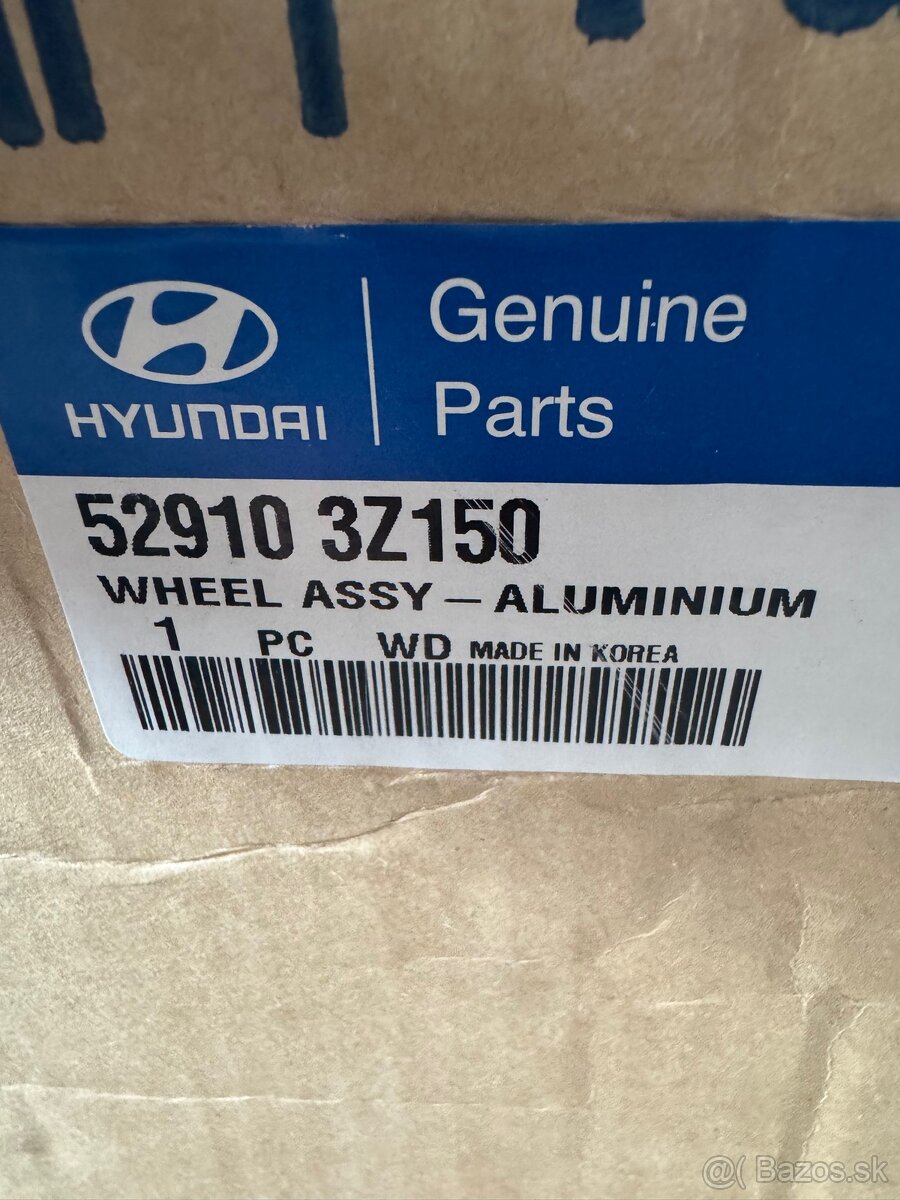 HYUNDAI
Genuine
Parts
52910 3Z150
WHEEL ASSY – ALUMINIUM
1 PC WD MADE IN KOREA
@( Bazos.sk